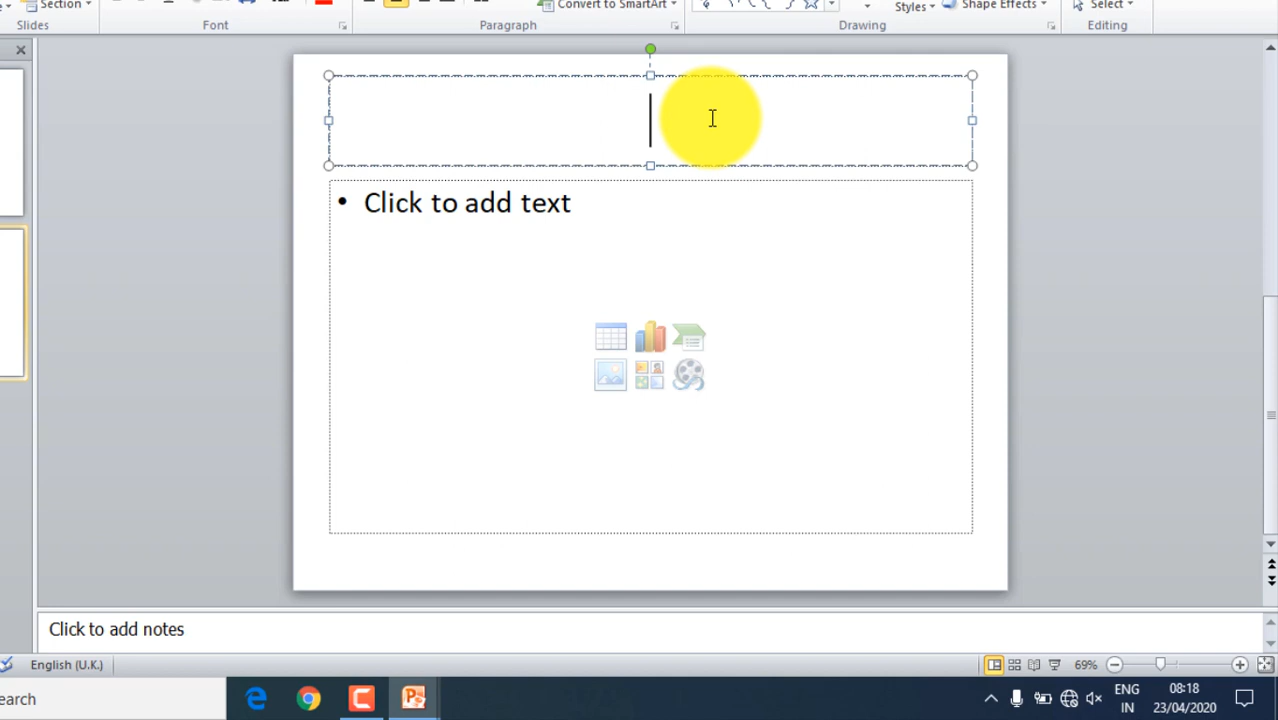 Section
Convert to SmartArt
Styles
Shape Effects
Select
Slides
Font
Paragraph
Drawing
Editing
• Click to add text
Click to add notes
English (U.K.)
69%
earch
ENG
IN
08:18
23/04/2020